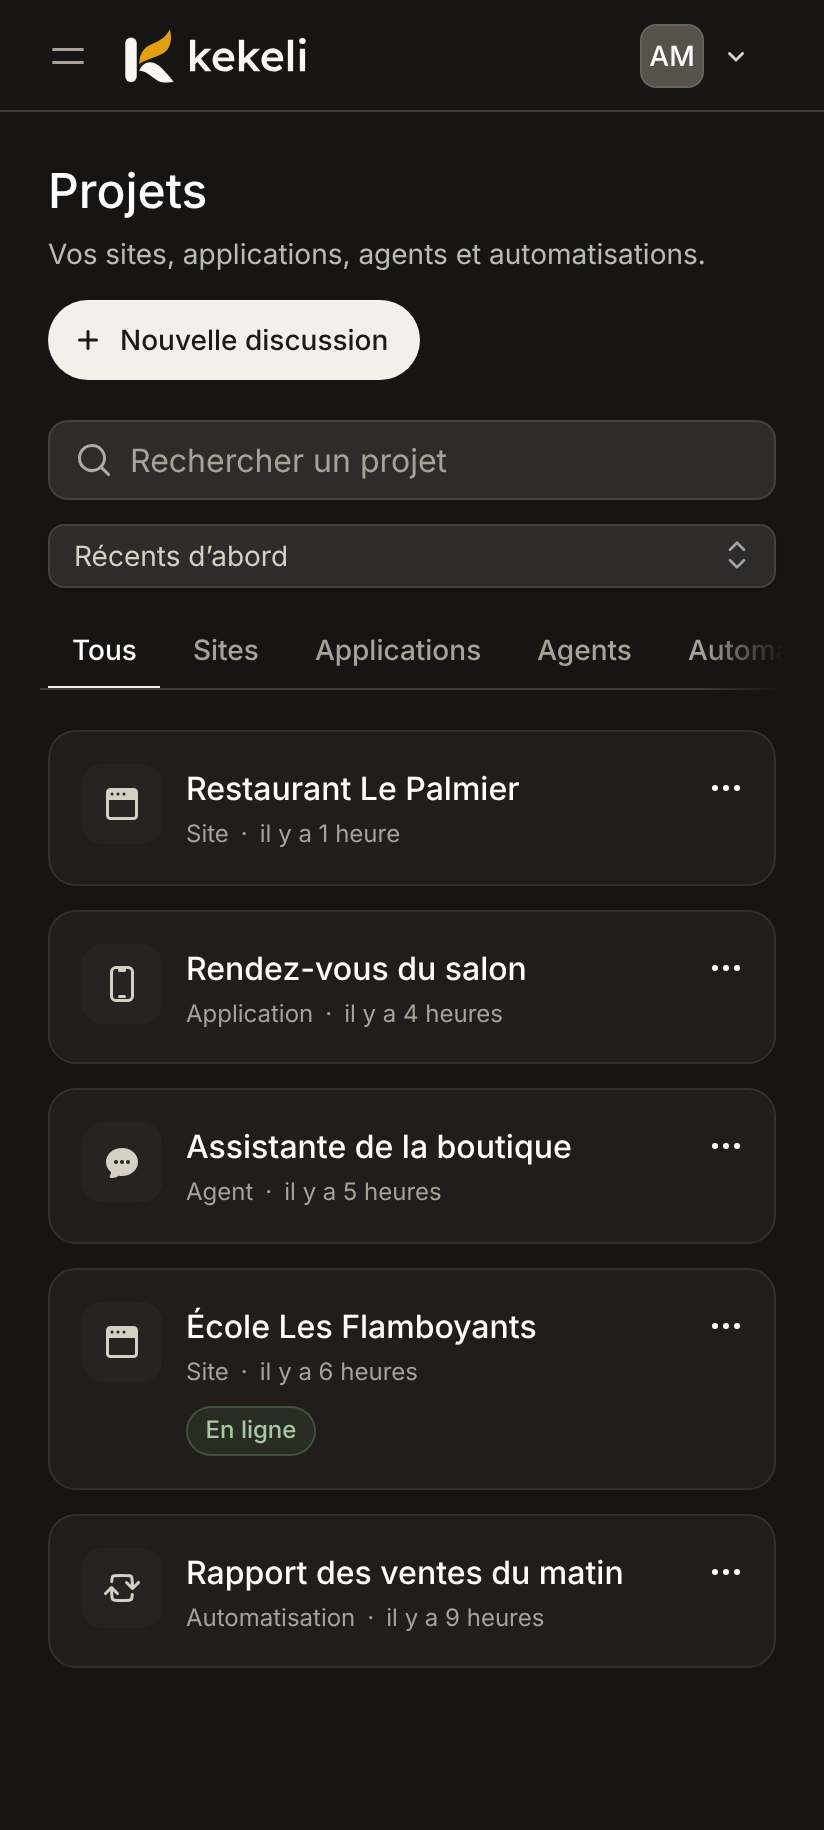 kekeli
AM
Projets
Vos sites, applications, agents et automatisations.
+ Nouvelle discussion
Rechercher un projet
Récents d’abord
Tous Sites Applications Agents Automa
Restaurant Le Palmier
Site · il y a 1 heure
Rendez-vous du salon
Application · il y a 4 heures
Assistante de la boutique
Agent · il y a 5 heures
École Les Flamboyants
Site · il y a 6 heures
En ligne
Rapport des ventes du matin
Automatisation · il y a 9 heures